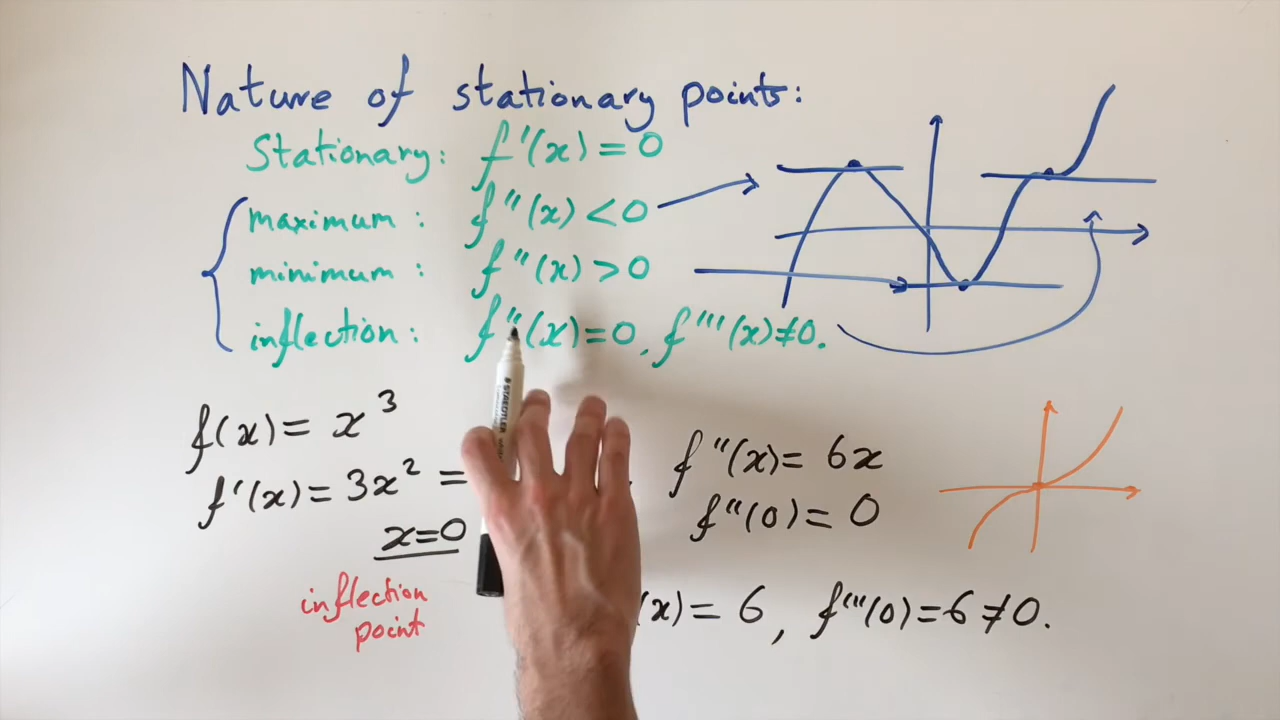 Nature of stationary points:
Stationary: f'(x) = 0
maximum: f''(x) < 0
minimum: f''(x) > 0
inflection: f''(x) = 0, f'''(x) ≠ 0.
f(x) = x³
f'(x) = 3x² =
x=0
inflection
point
f''(x) = 6x
f''(0) = 0
(x) = 6, f'''(0) = 6 ≠ 0.
STAEDTLER